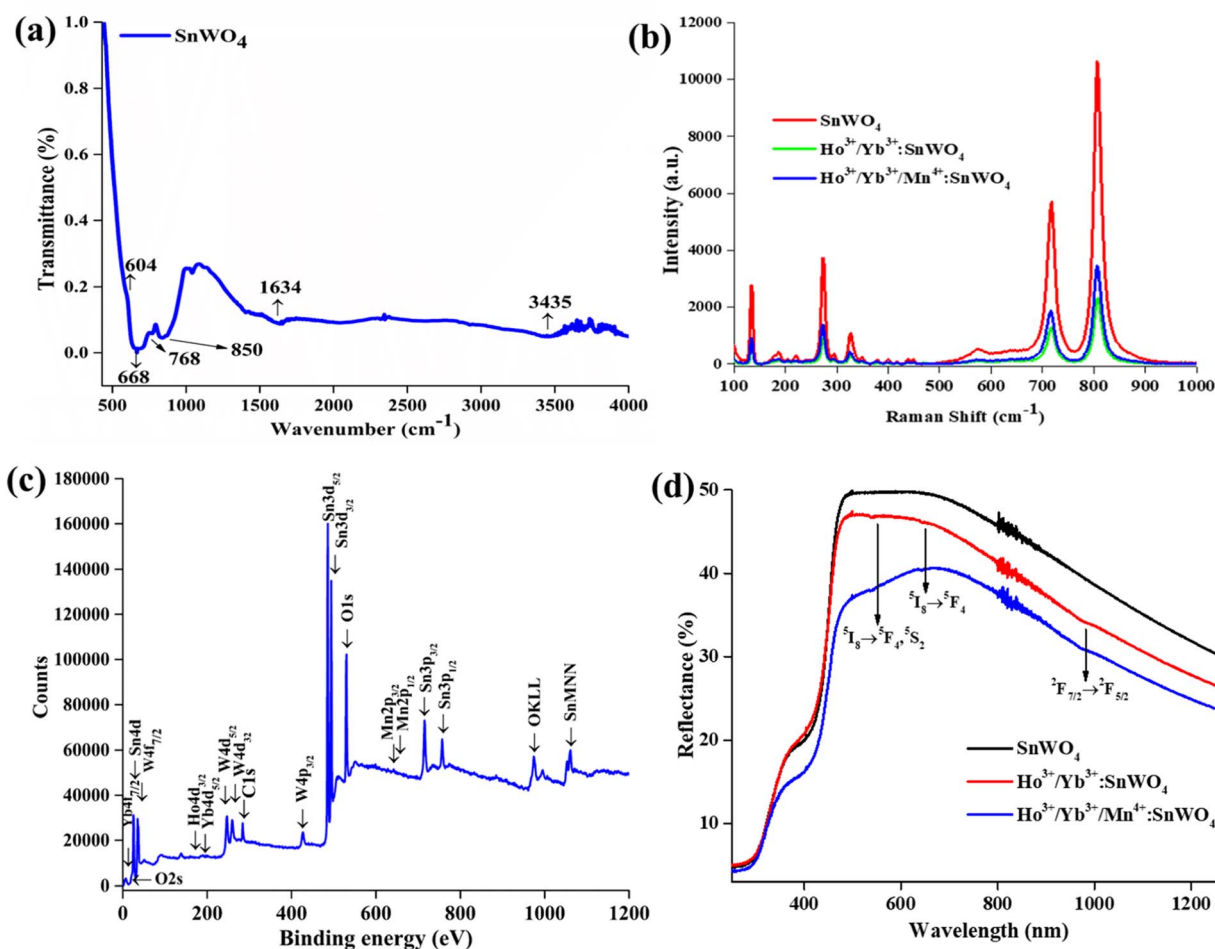 (a)
SnWO₄
Transmittance (%)
1.0
0.8
0.6
0.4
0.2
0.0
604
668
768
850
1634
3435
500 1000 1500 2000 2500 3000 3500 4000
Wavenumber (cm⁻¹)
(b)
SnWO₄
Ho³⁺/Yb³⁺:SnWO₄
Ho³⁺/Yb³⁺/Mn⁴⁺:SnWO₄
Intensity (a.u.)
12000
10000
8000
6000
4000
2000
0
100 200 300 400 500 600 700 800 900 1000
Raman Shift (cm⁻¹)
(c)
Counts
180000
160000
140000
120000
100000
80000
60000
40000
20000
0
Yb4f₇/₂
O2s
Sn4d
W4f₇/₂
Ho4d₃/₂
Yb4d₅/₂
W4d₅/₂
W4d₃₂
C1s
W4p₃/₂
Sn3d₅/₂
Sn3d₃/₂
O1s
Mn2p₃/₂
Mn2p₁/₂
Sn3p₃/₂
Sn3p₁/₂
OKLL
SnMNN
0 200 400 600 800 1000 1200
Binding energy (eV)
(d)
Reflectance (%)
50
40
30
20
10
⁵I₈→⁵F₄,⁵S₂
⁵I₈→⁵F₄
²F₇/₂→²F₅/₂
SnWO₄
Ho³⁺/Yb³⁺:SnWO₄
Ho³⁺/Yb³⁺/Mn⁴⁺:SnWO₄
400 600 800 1000 1200
Wavelength (nm)